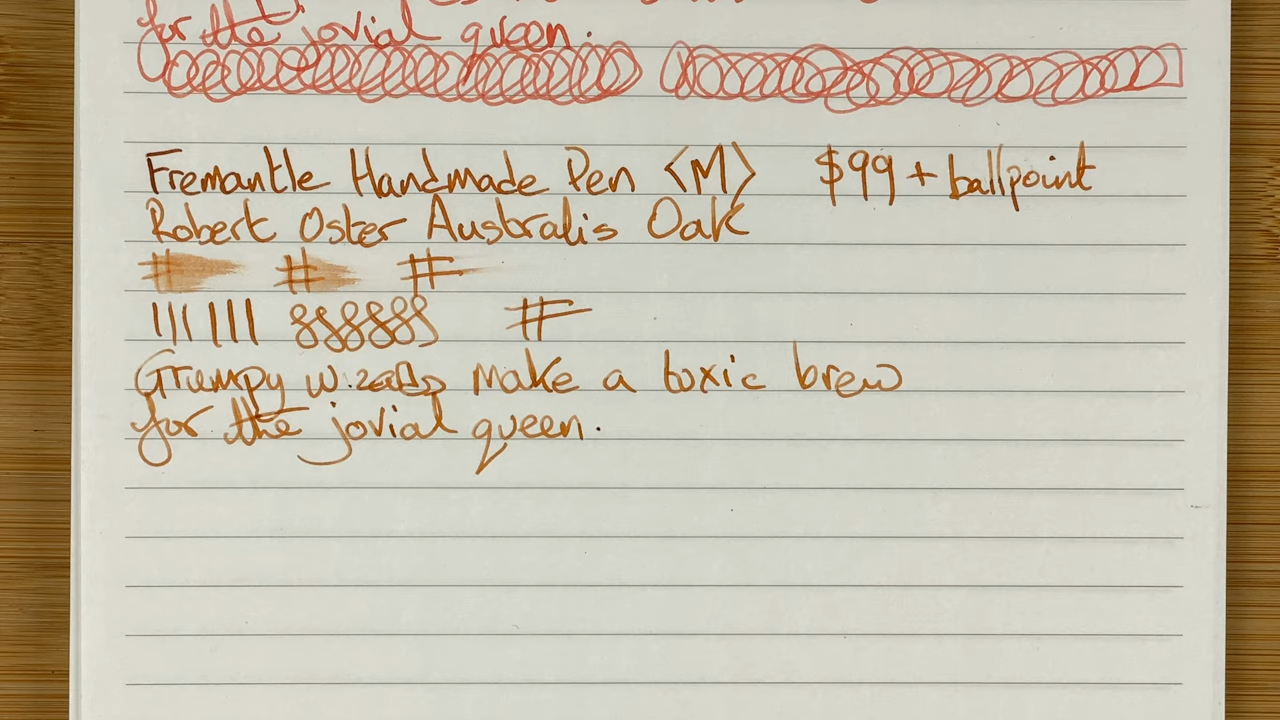 for the jovial queen.
Fremantle Handmade Pen <M> $99 + ballpoint
Robert Oster Australis Oak
# # #
||| ||| 8888888 #
Grumpy wizards make a toxic brew
for the jovial queen.